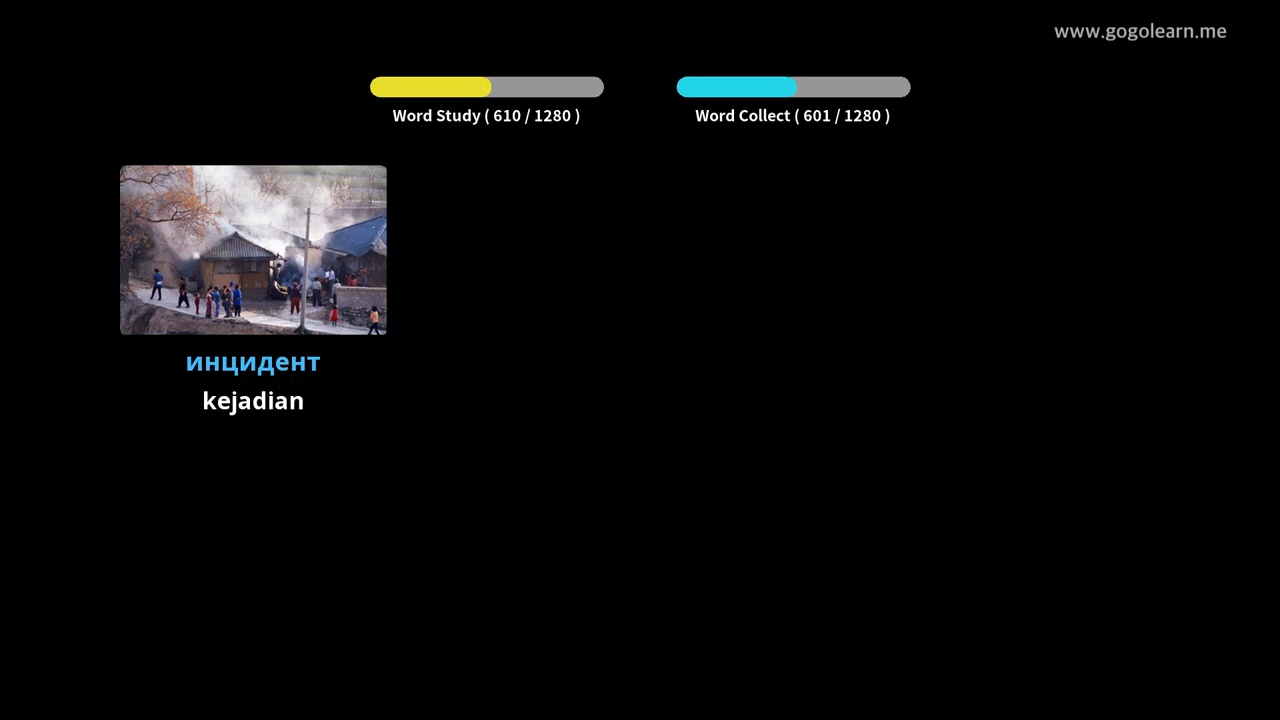 www.gogolearn.me
Word Study ( 610 / 1280 )
Word Collect ( 601 / 1280 )
инцидент
kejadian